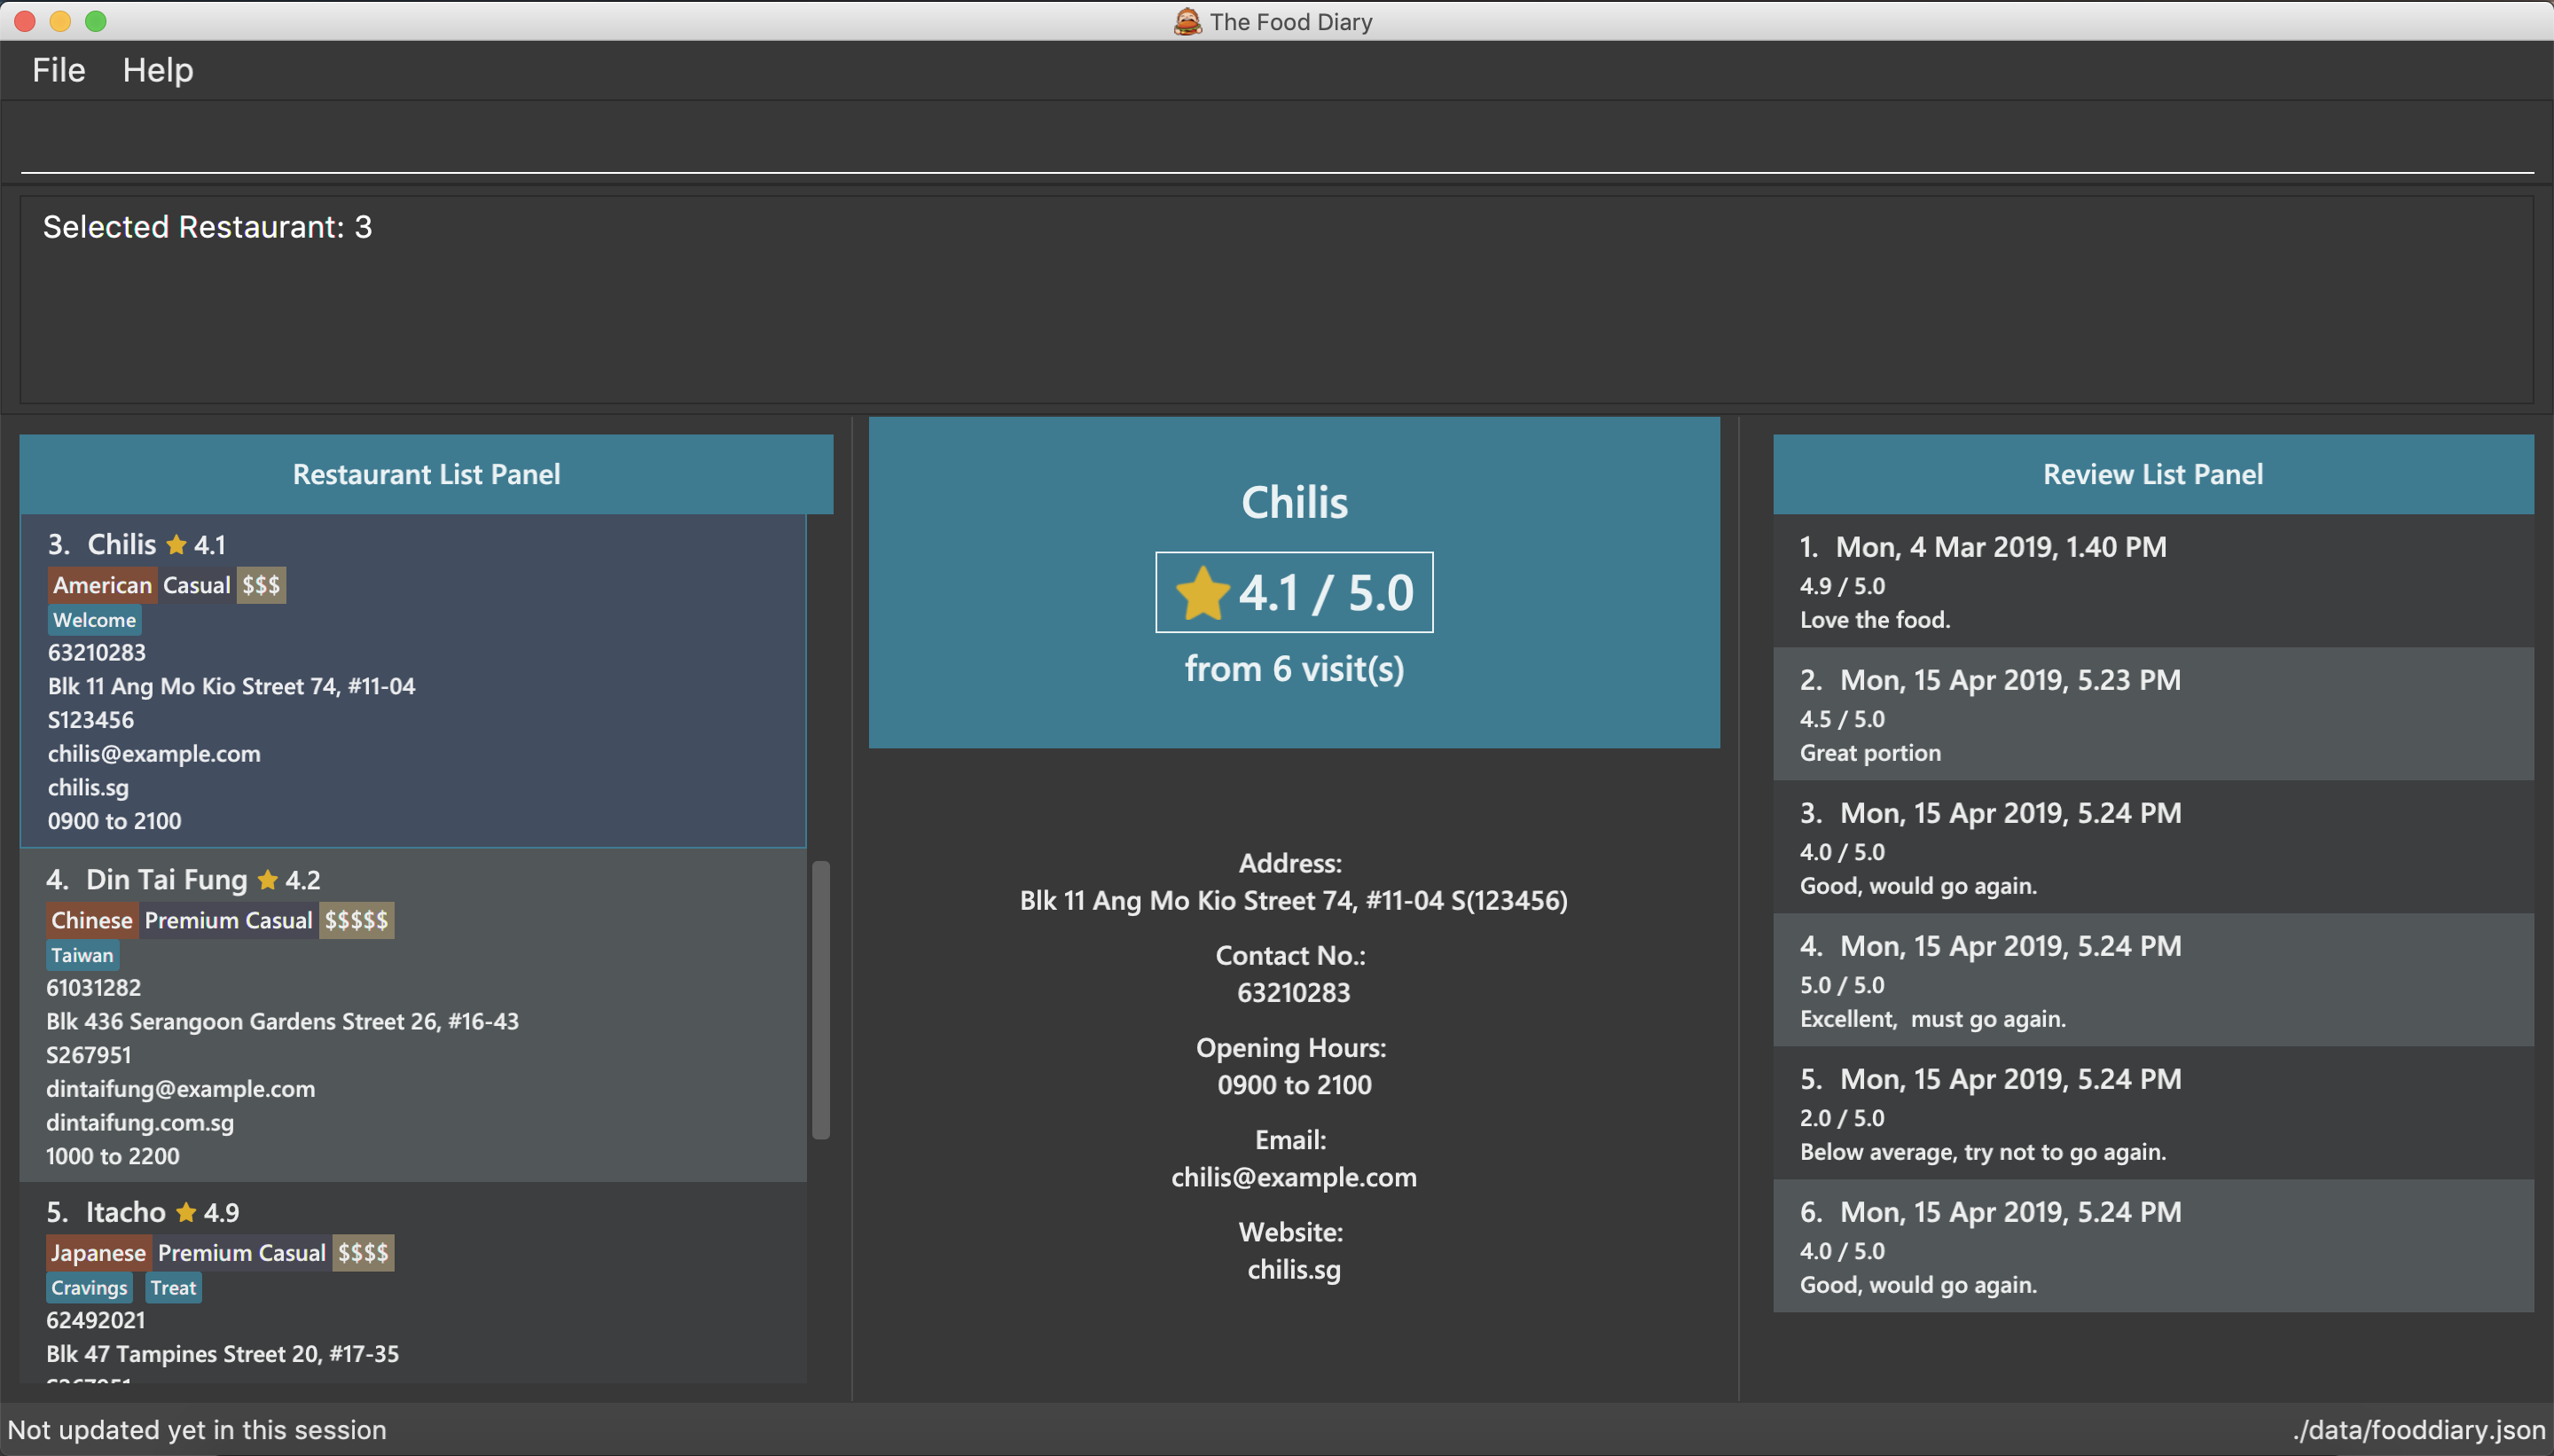 The Food Diary
File Help
Selected Restaurant: 3
Restaurant List Panel
3. Chilis 4.1
American Casual $$$
Welcome
63210283
Blk 11 Ang Mo Kio Street 74, #11-04
S123456
chilis@example.com
chilis.sg
0900 to 2100
4. Din Tai Fung 4.2
Chinese Premium Casual $$$$$
Taiwan
61031282
Blk 436 Serangoon Gardens Street 26, #16-43
S267951
dintaifung@example.com
dintaifung.com.sg
1000 to 2200
5. Itacho 4.9
Japanese Premium Casual $$$$
Cravings Treat
62492021
Blk 47 Tampines Street 20, #17-35
Chilis
4.1 / 5.0
from 6 visit(s)
Address:
Blk 11 Ang Mo Kio Street 74, #11-04 S(123456)
Contact No.:
63210283
Opening Hours:
0900 to 2100
Email:
chilis@example.com
Website:
chilis.sg
Review List Panel
1. Mon, 4 Mar 2019, 1.40 PM
4.9 / 5.0
Love the food.
2. Mon, 15 Apr 2019, 5.23 PM
4.5 / 5.0
Great portion
3. Mon, 15 Apr 2019, 5.24 PM
4.0 / 5.0
Good, would go again.
4. Mon, 15 Apr 2019, 5.24 PM
5.0 / 5.0
Excellent,  must go again.
5. Mon, 15 Apr 2019, 5.24 PM
2.0 / 5.0
Below average, try not to go again.
6. Mon, 15 Apr 2019, 5.24 PM
4.0 / 5.0
Good, would go again.
Not updated yet in this session
./data/fooddiary.json